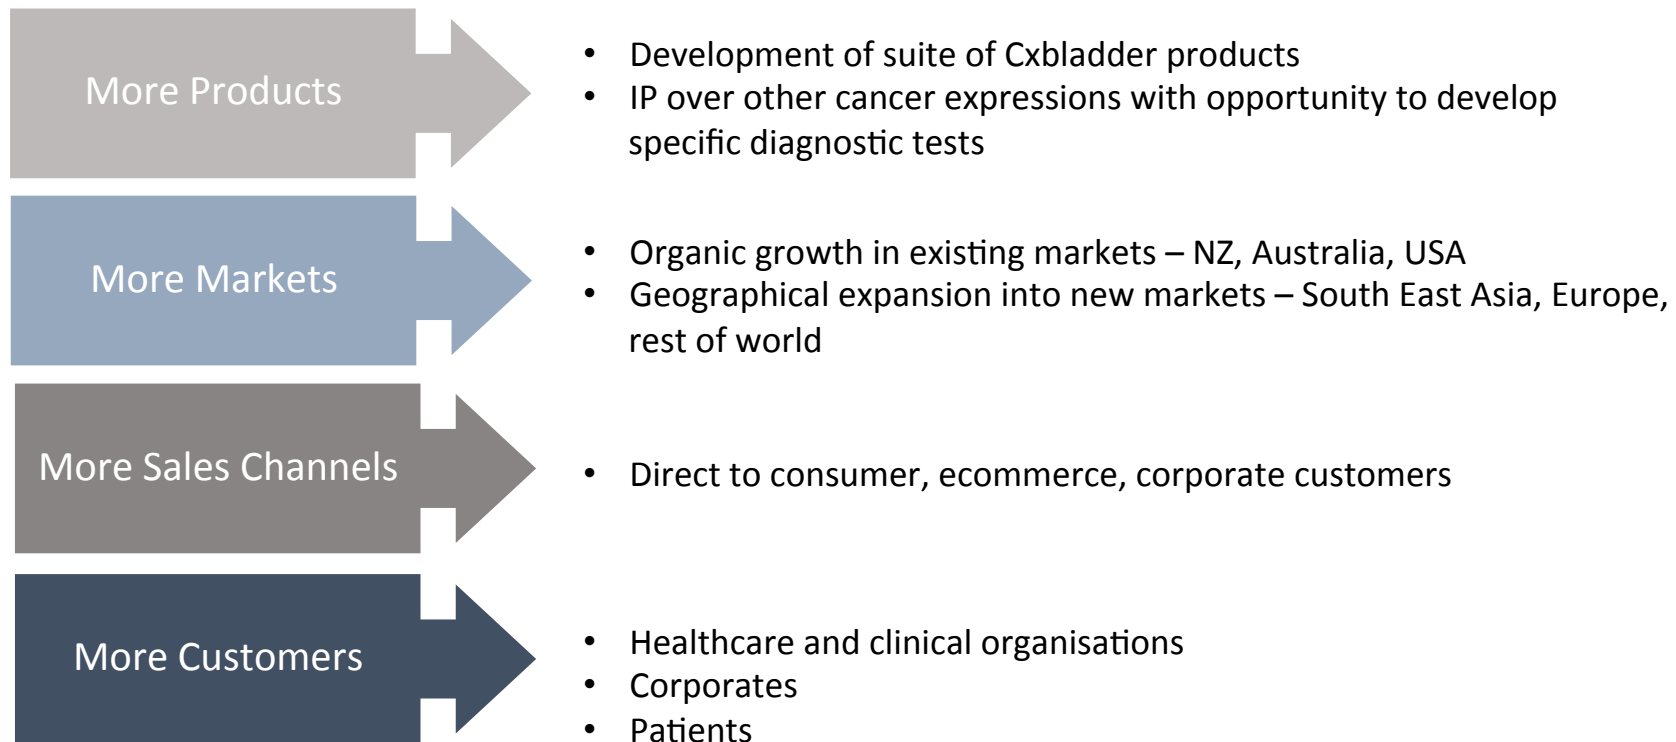 More Products
• Development of suite of Cxbladder products
• IP over other cancer expressions with opportunity to develop
specific diagnostic tests
More Markets
• Organic growth in existing markets – NZ, Australia, USA
• Geographical expansion into new markets – South East Asia, Europe,
rest of world
More Sales Channels
• Direct to consumer, ecommerce, corporate customers
More Customers
• Healthcare and clinical organisations
• Corporates
• Patients